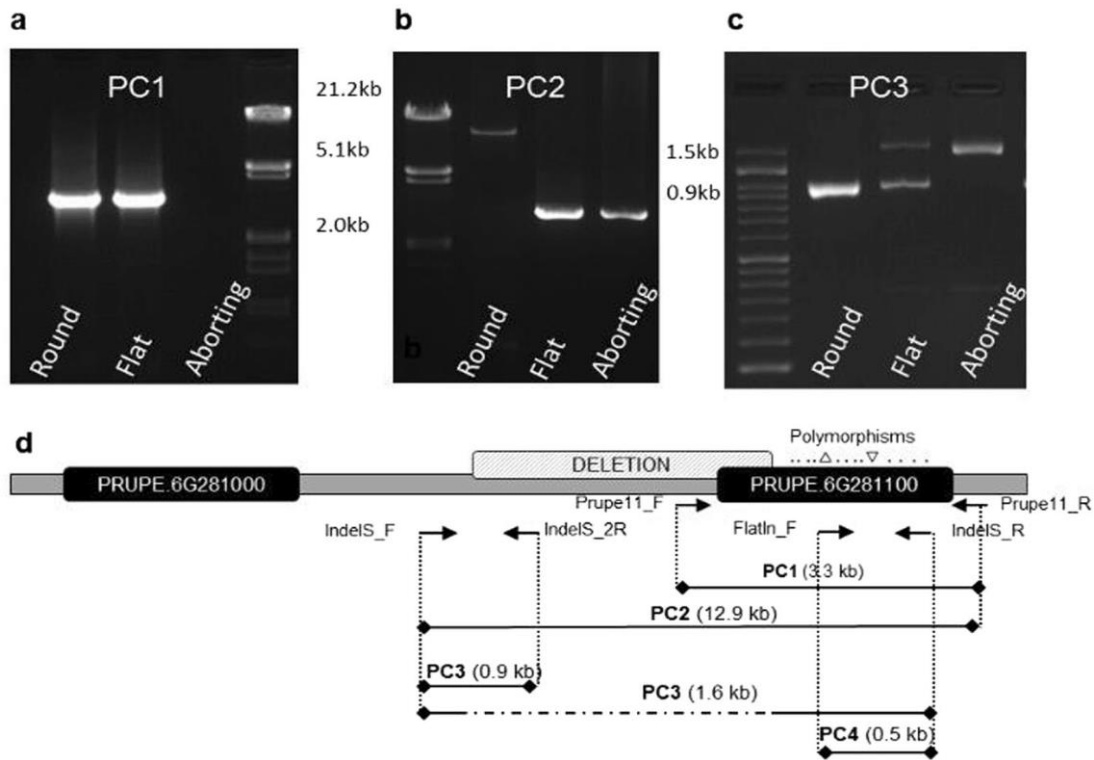 a
b
c
PC1
PC2
PC3
21.2kb
5.1kb
2.0kb
1.5kb
0.9kb
Round
Flat
Aborting
b
Round
Flat
Aborting
Round
Flat
Aborting
d
Polymorphisms
DELETION
PRUPE.6G281000
PRUPE.6G281100
Prupe11_F
Prupe11_R
IndelS_F
IndelS_2R
FlatIn_F
IndelS_R
PC1 (3.3 kb)
PC2 (12.9 kb)
PC3 (0.9 kb)
PC3 (1.6 kb)
PC4 (0.5 kb)